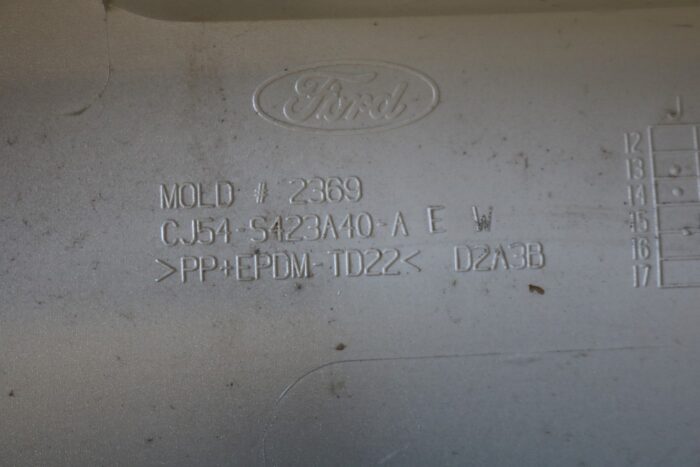 Ford
MOLD # 2369
CJ54-S423A40-A E W
>PP+EPDM-TD22< D2A3B
J
12
13
14
15
16
17